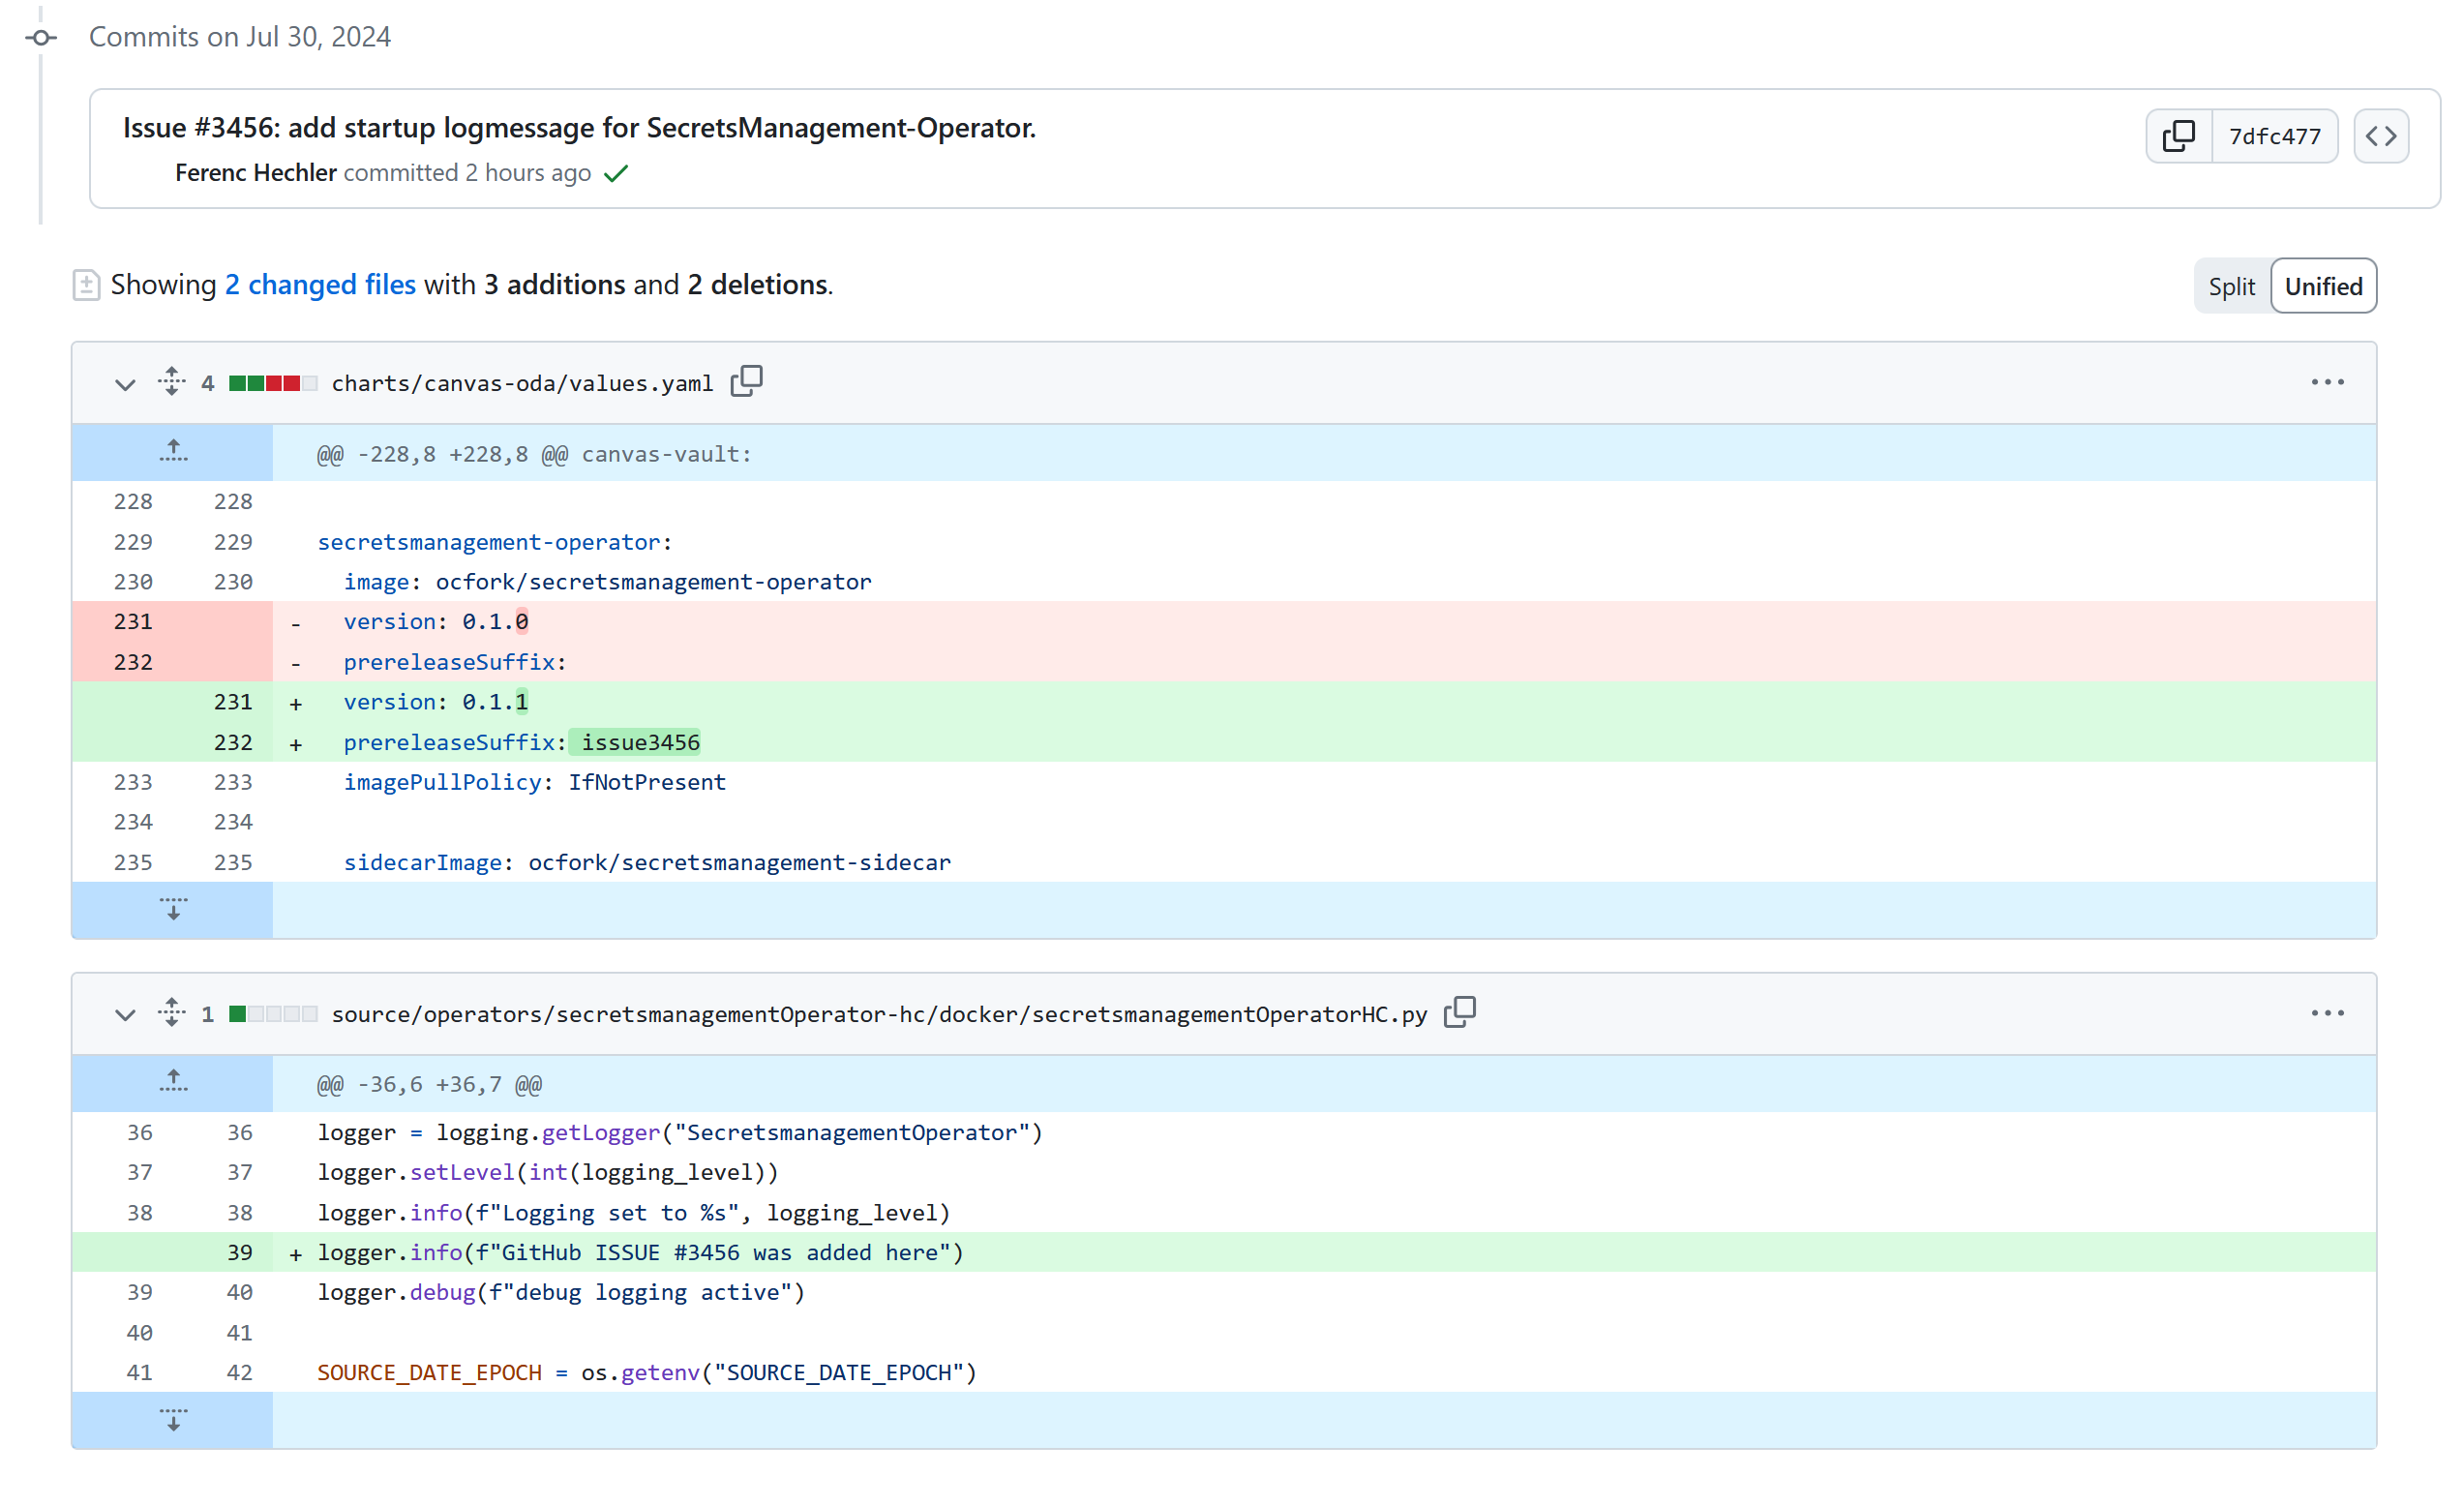 Commits on Jul 30, 2024
Issue #3456: add startup logmessage for SecretsManagement-Operator.
7dfc477
Ferenc Hechler committed 2 hours ago
Showing 2 changed files with 3 additions and 2 deletions.
Split Unified
4 charts/canvas-oda/values.yaml
@@ -228,8 +228,8 @@ canvas-vault:
228 228
229 229 secretsmanagement-operator:
230 230   image: ocfork/secretsmanagement-operator
231 -   version: 0.1.0
232 -   prereleaseSuffix:
231 +   version: 0.1.1
232 +   prereleaseSuffix: issue3456
233 233   imagePullPolicy: IfNotPresent
234 234
235 235   sidecarImage: ocfork/secretsmanagement-sidecar
1 source/operators/secretsmanagementOperator-hc/docker/secretsmanagementOperatorHC.py
@@ -36,6 +36,7 @@
36 36 logger = logging.getLogger("SecretsmanagementOperator")
37 37 logger.setLevel(int(logging_level))
38 38 logger.info(f"Logging set to %s", logging_level)
39 + logger.info(f"GitHub ISSUE #3456 was added here")
39 40 logger.debug(f"debug logging active")
40 41
41 42 SOURCE_DATE_EPOCH = os.getenv("SOURCE_DATE_EPOCH")